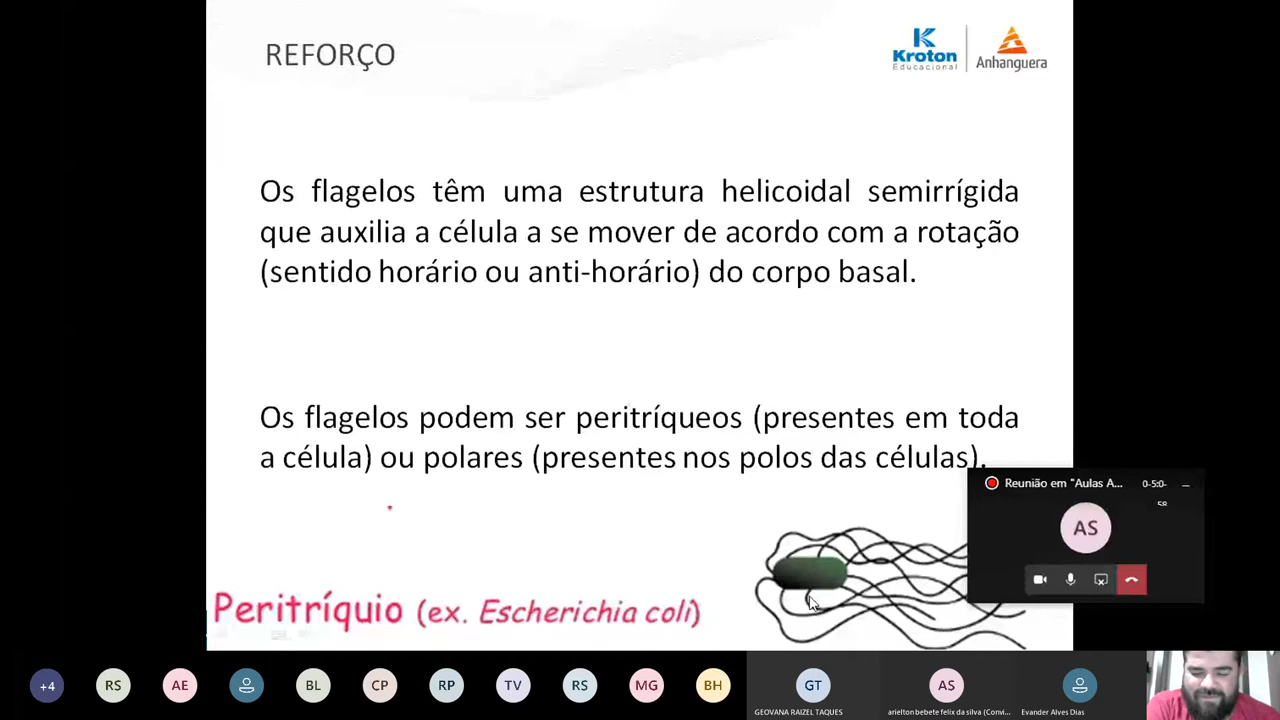 REFORÇO
Kroton
Educacional
Anhanguera
Os flagelos têm uma estrutura helicoidal semirrígida
que auxilia a célula a se mover de acordo com a rotação
(sentido horário ou anti-horário) do corpo basal.
Os flagelos podem ser peritríqueos (presentes em toda
a célula) ou polares (presentes nos polos das células).
Reunião em "Aulas A...
0-5:0-
58
AS
Peritríquio (ex. Escherichia coli)
+4
RS
AE
BL
CP
RP
TV
RS
MG
BH
GT
AS
GEOVANA RAIZEL TAQUES
arielton bebete felix da silva (Convi...
Evander Alves Dias